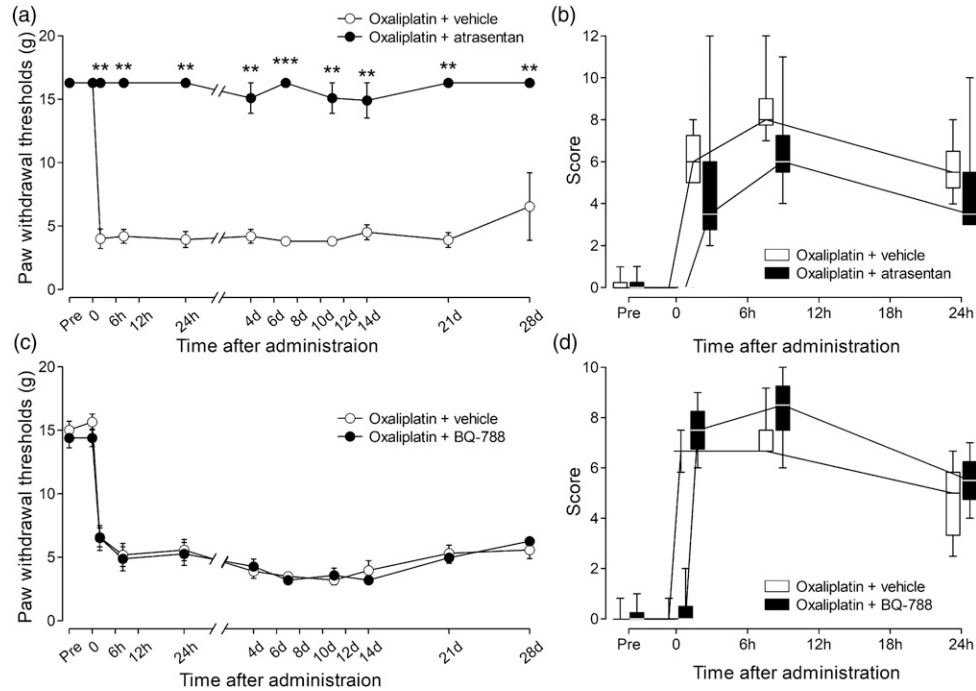 (a)
Oxaliplatin + vehicle
Oxaliplatin + atrasentan
Paw withdrawal thresholds (g)
20
15
10
5
0
** ** ** ** *** ** ** ** **
Pre 0 6h 12h 24h 4d 7d 8d 10d 12d 14d 21d 28d
Time after administraion
(b)
Score
12
10
8
6
4
2
0
Oxaliplatin + vehicle
Oxaliplatin + atrasentan
Pre 0 12h 12h 18h 24h
Time after administration
(c)
Paw withdrawal thresholds (g)
20
15
10
5
0
Oxaliplatin + vehicle
Oxaliplatin + BQ-788
Pre 0 6h 12h 24h 4d 7d 8d 10d 12d 14d 21d 28d
Time after administraion
(d)
Score
10
8
6
4
2
0
Oxaliplatin + vehicle
Oxaliplatin + BQ-788
Pre 0 12h 12h 18h 24h
Time after administration